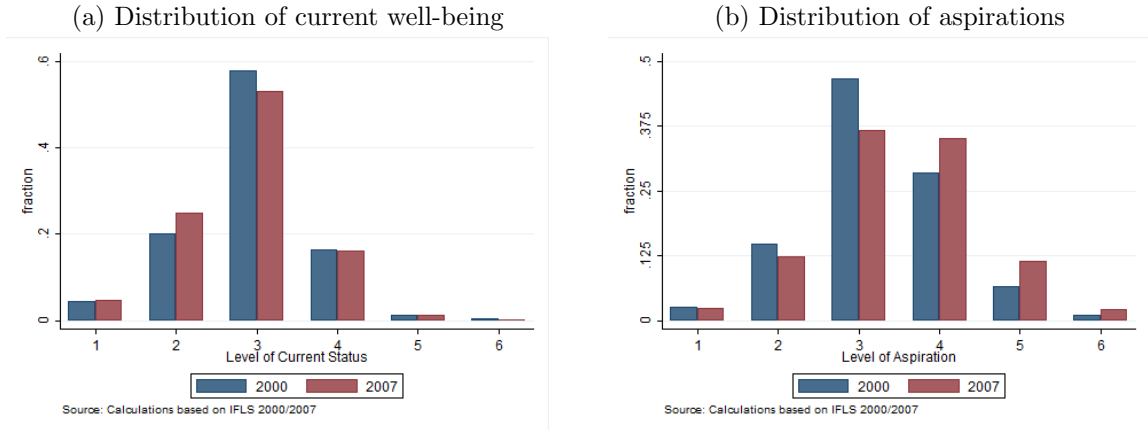 (a) Distribution of current well-being
.6
.4
.2
0
fraction
1 2 3 4 5 6
Level of Current Status
2000 2007
Source: Calculations based on IFLS 2000/2007
(b) Distribution of aspirations
.5
.375
.25
.125
0
fraction
1 2 3 4 5 6
Level of Aspiration
2000 2007
Source: Calculations based on IFLS 2000/2007